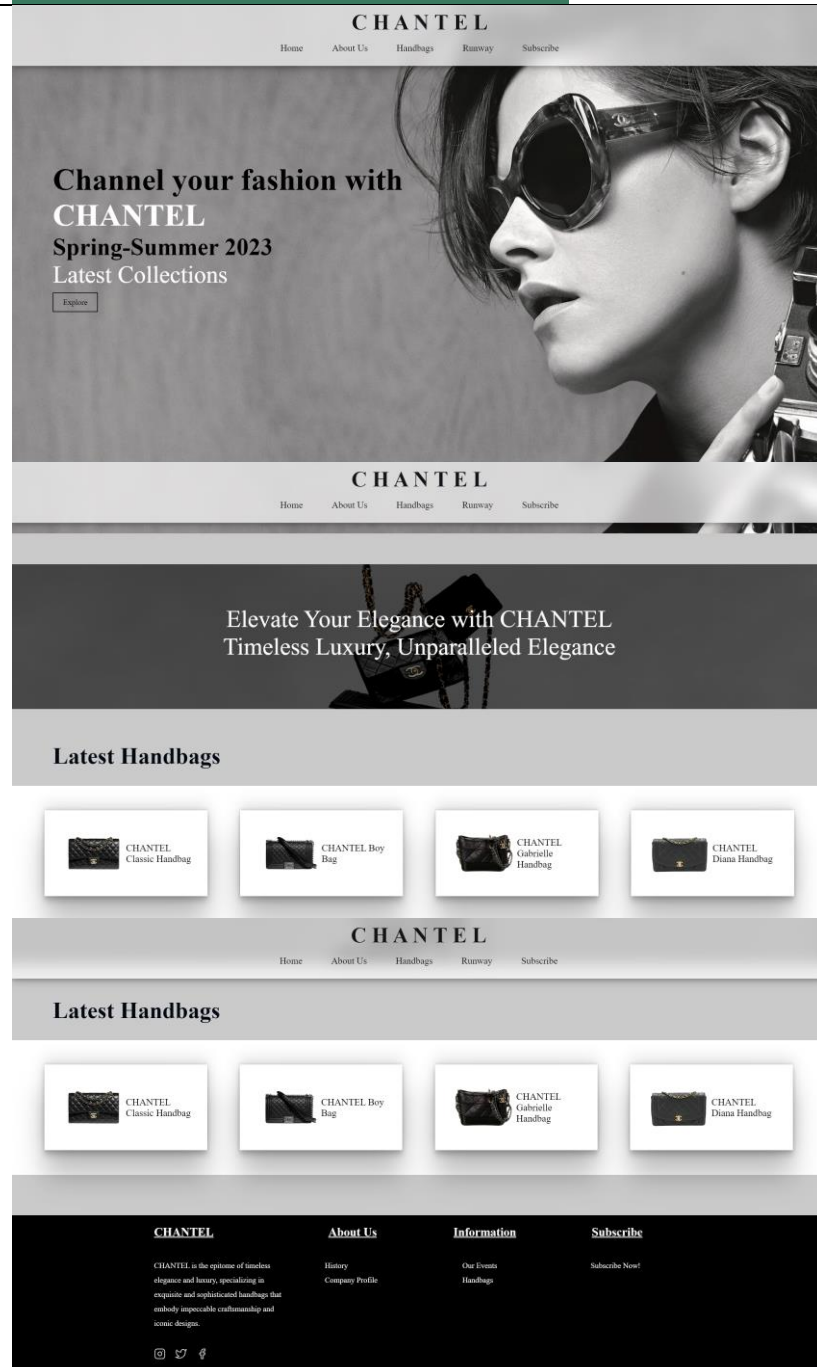 CHANTEL
Home About Us Handbags Runway Subscribe
Channel your fashion with
CHANTEL
Spring-Summer 2023
Latest Collections
Explore
CHANTEL
Home About Us Handbags Runway Subscribe
Elevate Your Elegance with CHANTEL
Timeless Luxury, Unparalleled Elegance
Latest Handbags
CHANTEL
Classic Handbag
CHANTEL Boy
Bag
CHANTEL
Gabrielle
Handbag
CHANTEL
Diana Handbag
CHANTEL
Home About Us Handbags Runway Subscribe
Latest Handbags
CHANTEL
Classic Handbag
CHANTEL Boy
Bag
CHANTEL
Gabrielle
Handbag
CHANTEL
Diana Handbag
CHANTEL
CHANTEL is the epitome of timeless
elegance and luxury, specializing in
exquisite and sophisticated handbags that
embody impeccable craftsmanship and
iconic designs.
About Us
History
Company Profile
Information
Our Events
Handbags
Subscribe
Subscribe Now!